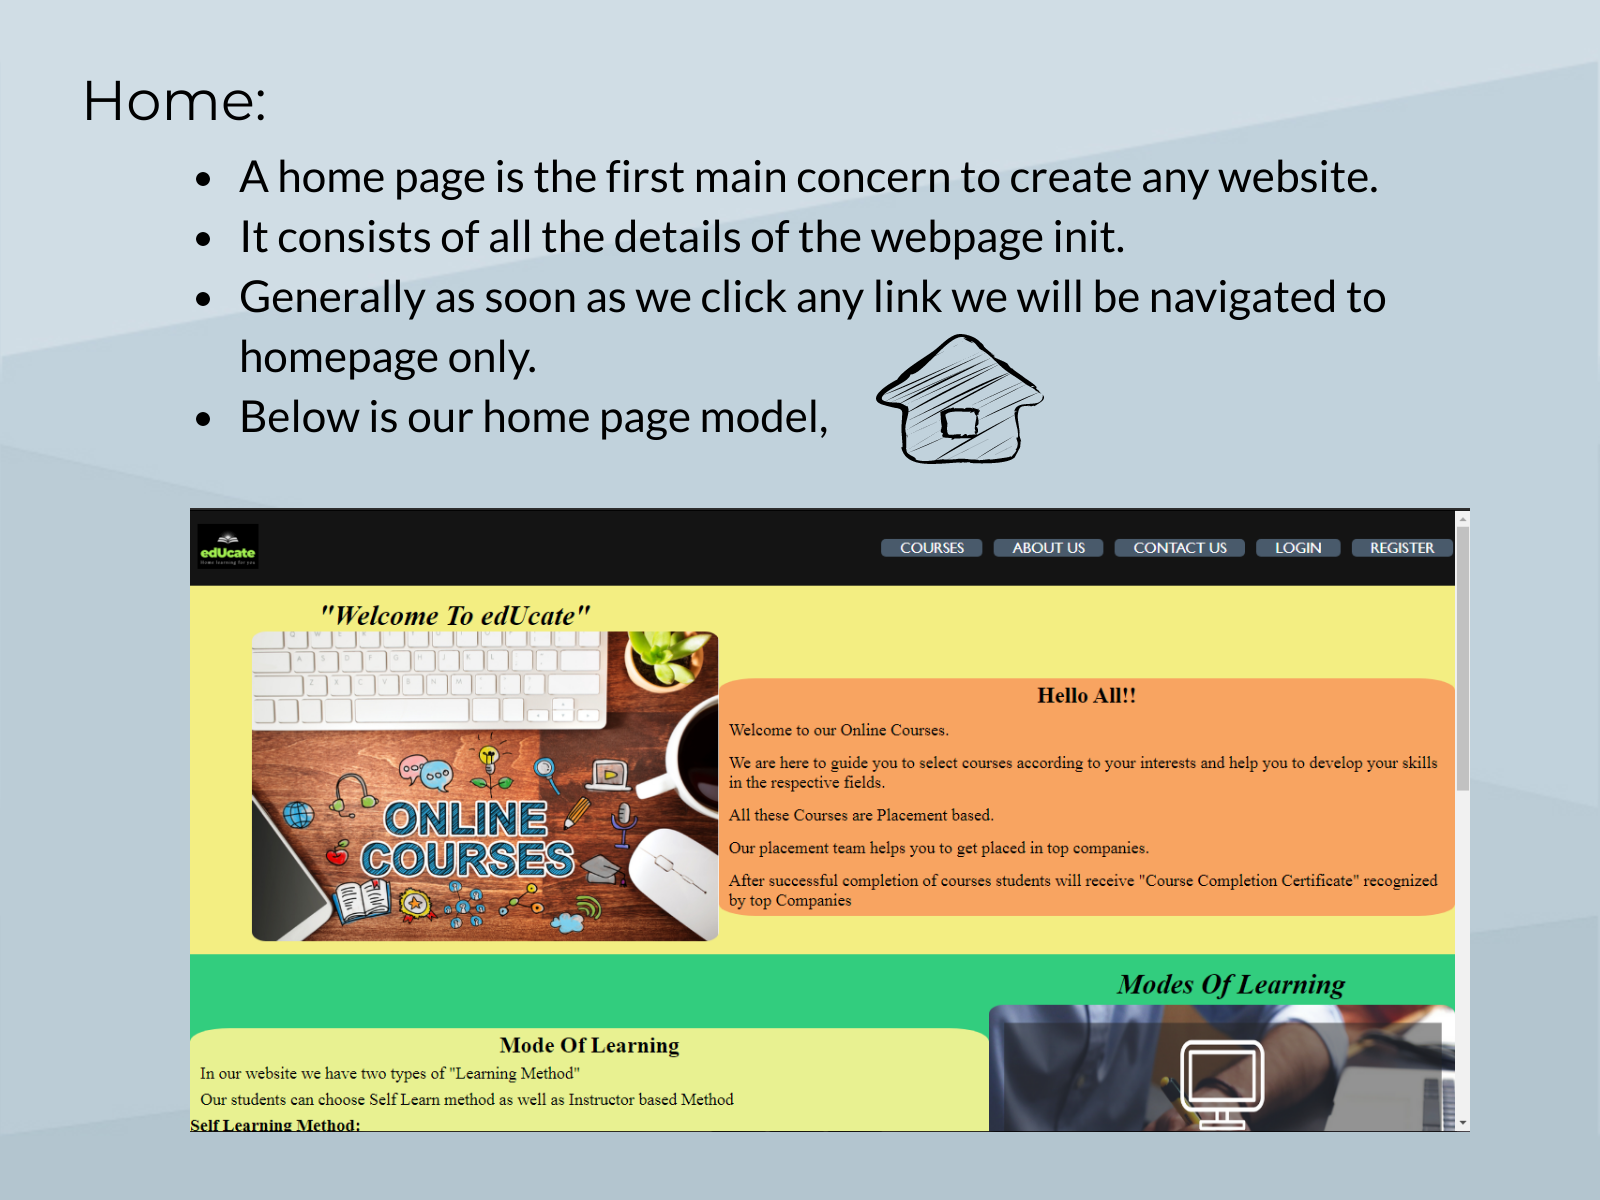 Home:
• A home page is the first main concern to create any website.
• It consists of all the details of the webpage init.
• Generally as soon as we click any link we will be navigated to
homepage only.
• Below is our home page model,
edUcate
Home learning for you
COURSES ABOUT US CONTACT US LOGIN REGISTER
"Welcome To edUcate"
ONLINE
COURSES
Hello All!!
Welcome to our Online Courses.
We are here to guide you to select courses according to your interests and help you to develop your skills
in the respective fields.
All these Courses are Placement based.
Our placement team helps you to get placed in top companies.
After successful completion of courses students will receive "Course Completion Certificate" recognized
by top Companies
Modes Of Learning
Mode Of Learning
In our website we have two types of "Learning Method"
Our students can choose Self Learn method as well as Instructor based Method
Self Learning Method: